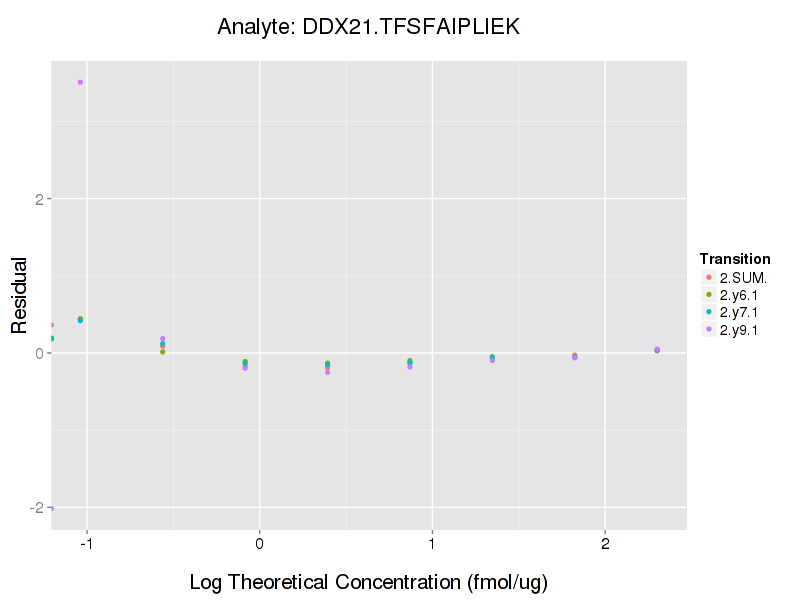 Analyte: DDX21.TFSFAIPLIEK
Residual
2
0
-2
-1
0
1
2
Log Theoretical Concentration (fmol/ug)
Transition
2.SUM.
2.y6.1
2.y7.1
2.y9.1